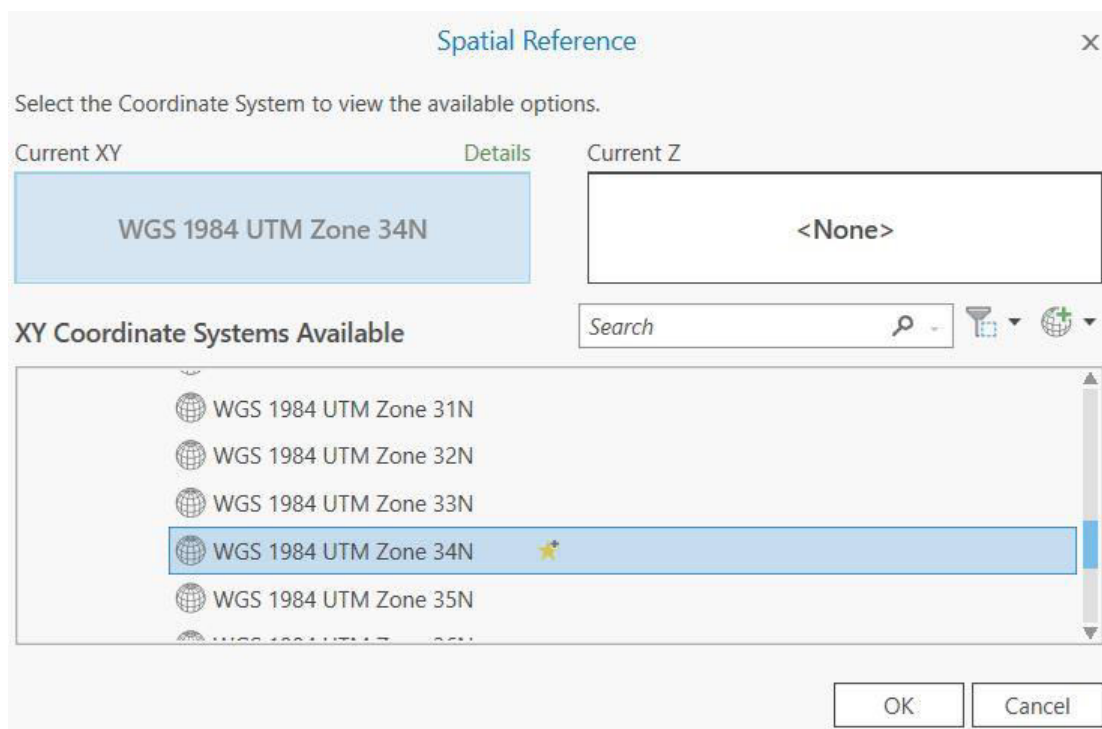 Spatial Reference
Select the Coordinate System to view the available options.
Current XY Details Current Z
WGS 1984 UTM Zone 34N <None>
XY Coordinate Systems Available Search
WGS 1984 UTM Zone 31N
WGS 1984 UTM Zone 32N
WGS 1984 UTM Zone 33N
WGS 1984 UTM Zone 34N
WGS 1984 UTM Zone 35N
OK Cancel